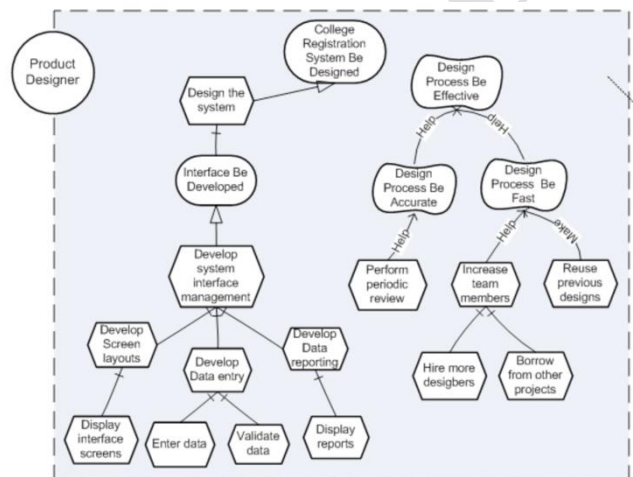 Product
Designer
College
Registration
System Be
Designed
Design the
system
Interface Be
Developed
Develop
system
interface
management
Develop
Screen
layouts
Develop
Data entry
Develop
Data
reporting
Display
interface
screens
Enter data
Validate
data
Display
reports
Design
Process Be
Effective
Help
Help
Design
Process Be
Accurate
Design
Process Be
Fast
Help
Help
Make
Perform
periodic
review
Increase
team
members
Reuse
previous
designs
Hire more
desigbers
Borrow
from other
projects